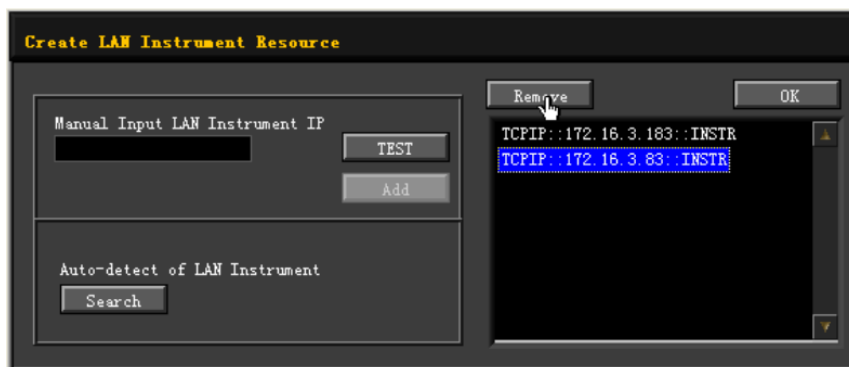 Create LAN Instrument Resource
Manual Input LAN Instrument IP
TEST
Add
Auto-detect of LAN Instrument
Search
Remove
OK
TCPIP::172.16.3.183::INSTR
TCPIP::172.16.3.83::INSTR